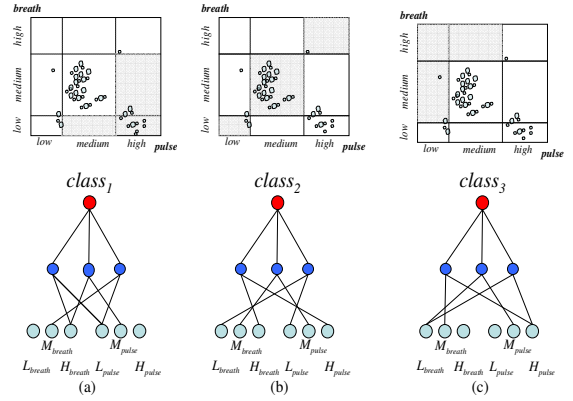 breath
breath
breath
high
medium
low
low medium high pulse
high
medium
low
low medium high pulse
high
medium
low
low medium high pulse
class1
class2
class3
Mbreath Mpulse
Lbreath Hbreath Lpulse Hpulse
(a)
Mbreath Mpulse
Lbreath Hbreath Lpulse Hpulse
(b)
Mbreath Mpulse
Lbreath Hbreath Lpulse Hpulse
(c)